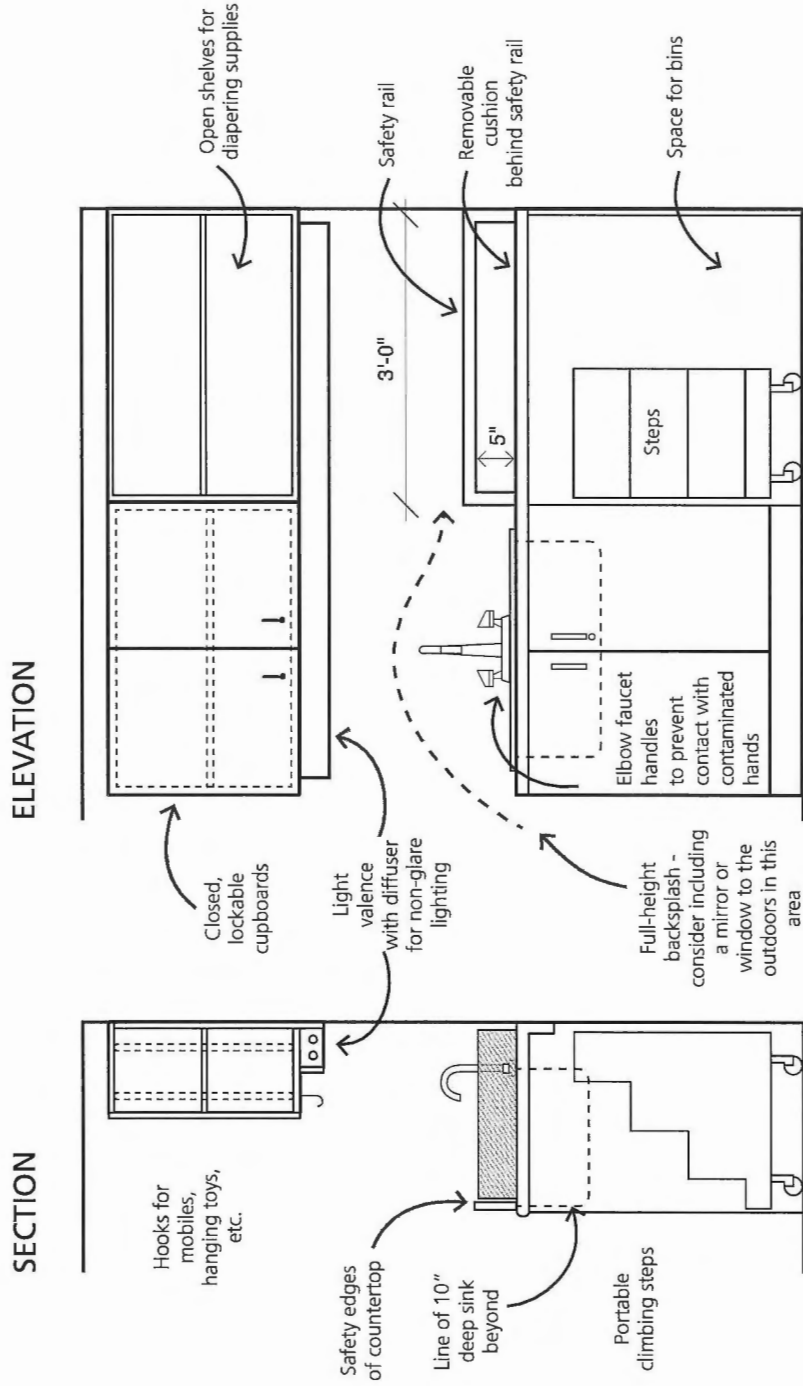 SECTION
Hooks for
mobiles,
hanging toys,
etc.
Safety edges
of countertop
Line of 10"
deep sink
beyond
Portable
climbing steps
ELEVATION
Closed,
lockable
cupboards
Light
valence
with diffuser
for non-glare
lighting
Full-height
backsplash -
consider including
a mirror or
window to the
outdoors in this
area
Elbow faucet
handles
to prevent
contact with
contaminated
hands
3'-0"
5"
Steps
Open shelves for
diapering supplies
Safety rail
Removable
cushion
behind safety rail
Space for bins